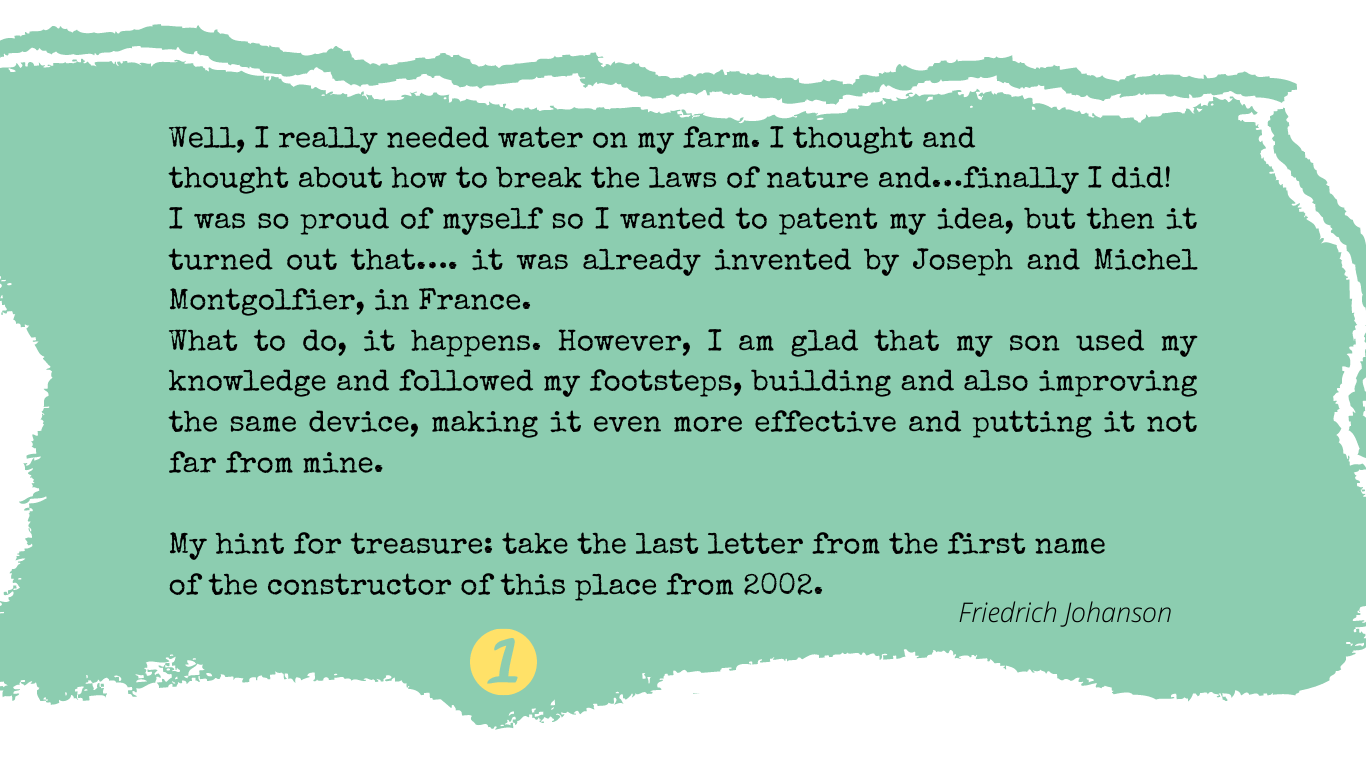 Well, I really needed water on my farm. I thought and
thought about how to break the laws of nature and...finally I did!
I was so proud of myself so I wanted to patent my idea, but then it
turned out that.... it was already invented by Joseph and Michel
Montgolfier, in France.
What to do, it happens. However, I am glad that my son used my
knowledge and followed my footsteps, building and also improving
the same device, making it even more effective and putting it not
far from mine.
My hint for treasure: take the last letter from the first name
of the constructor of this place from 2002.
Friedrich Johanson
1